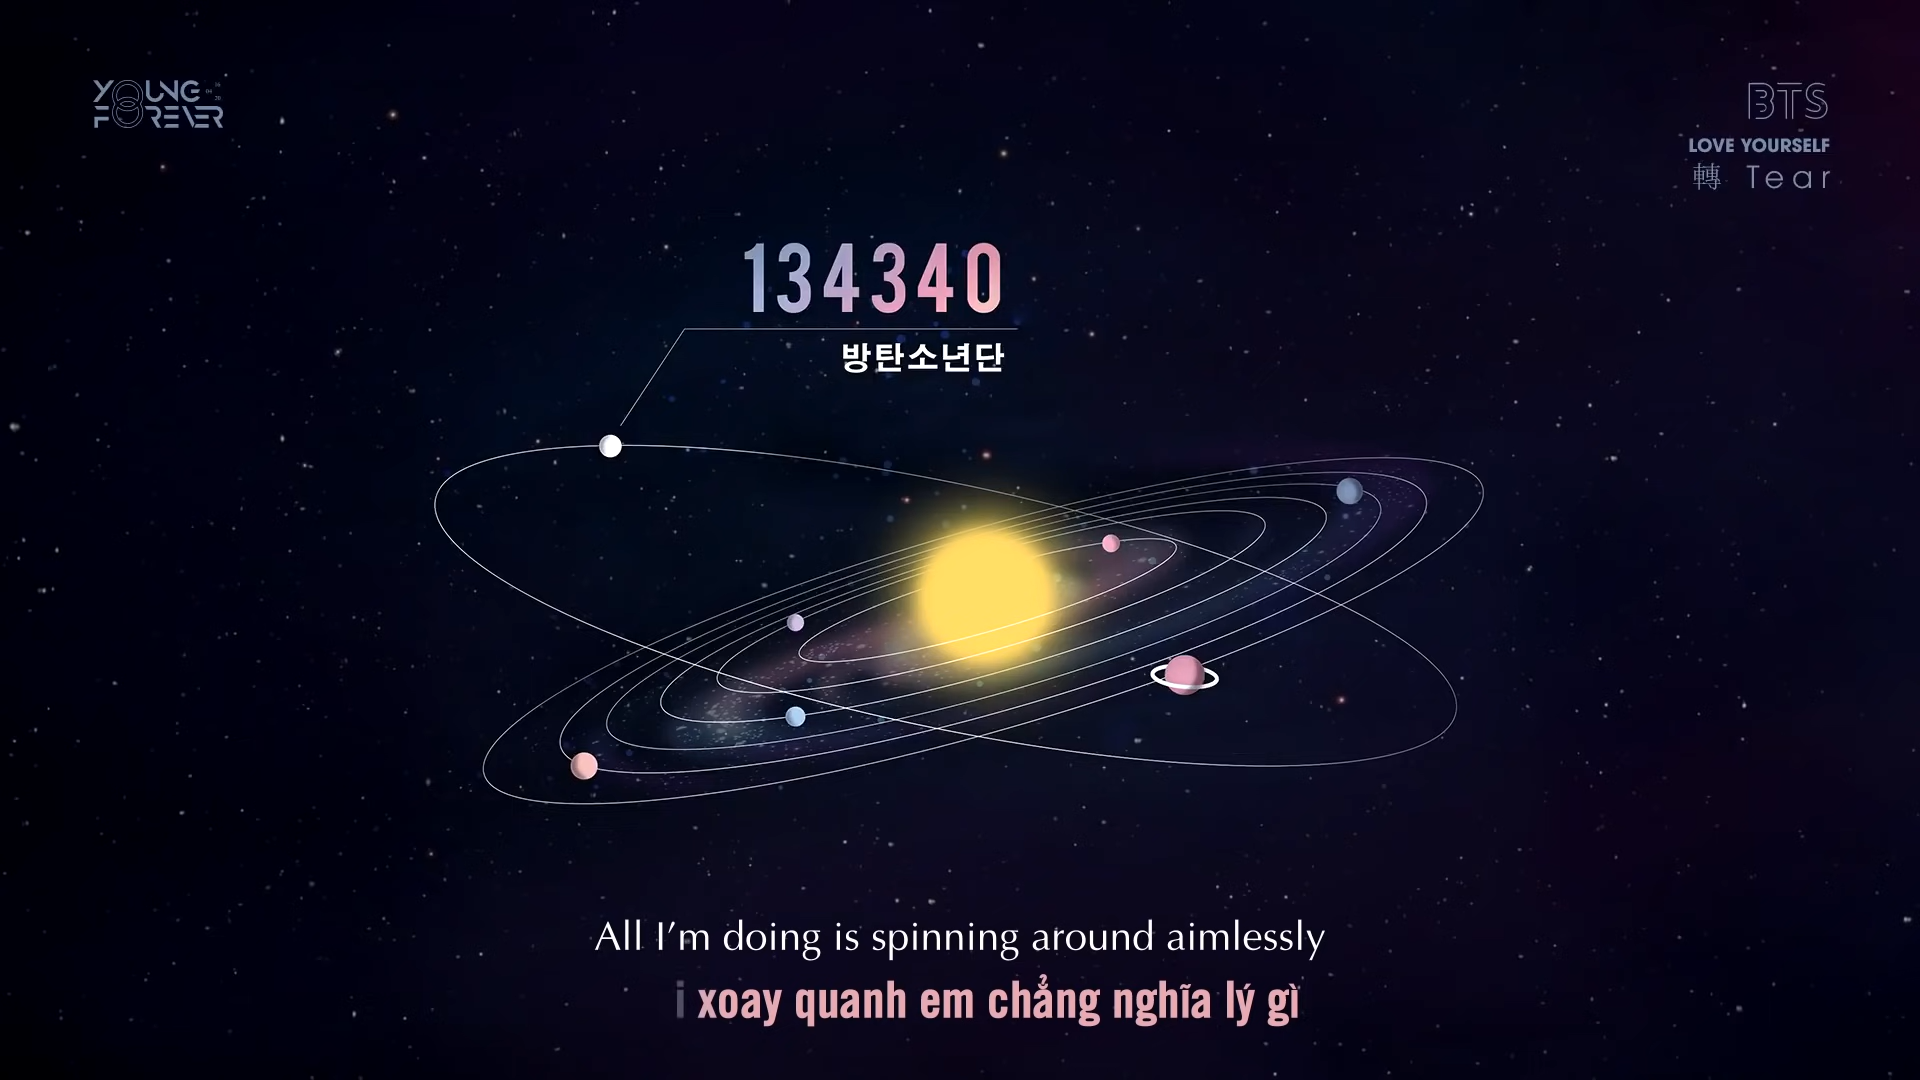 YOUNG
FOREVER
BTS
LOVE YOURSELF
轉 Tear
134340
방탄소년단
All I’m doing is spinning around aimlessly
i xoay quanh em chẳng nghĩa lý gì